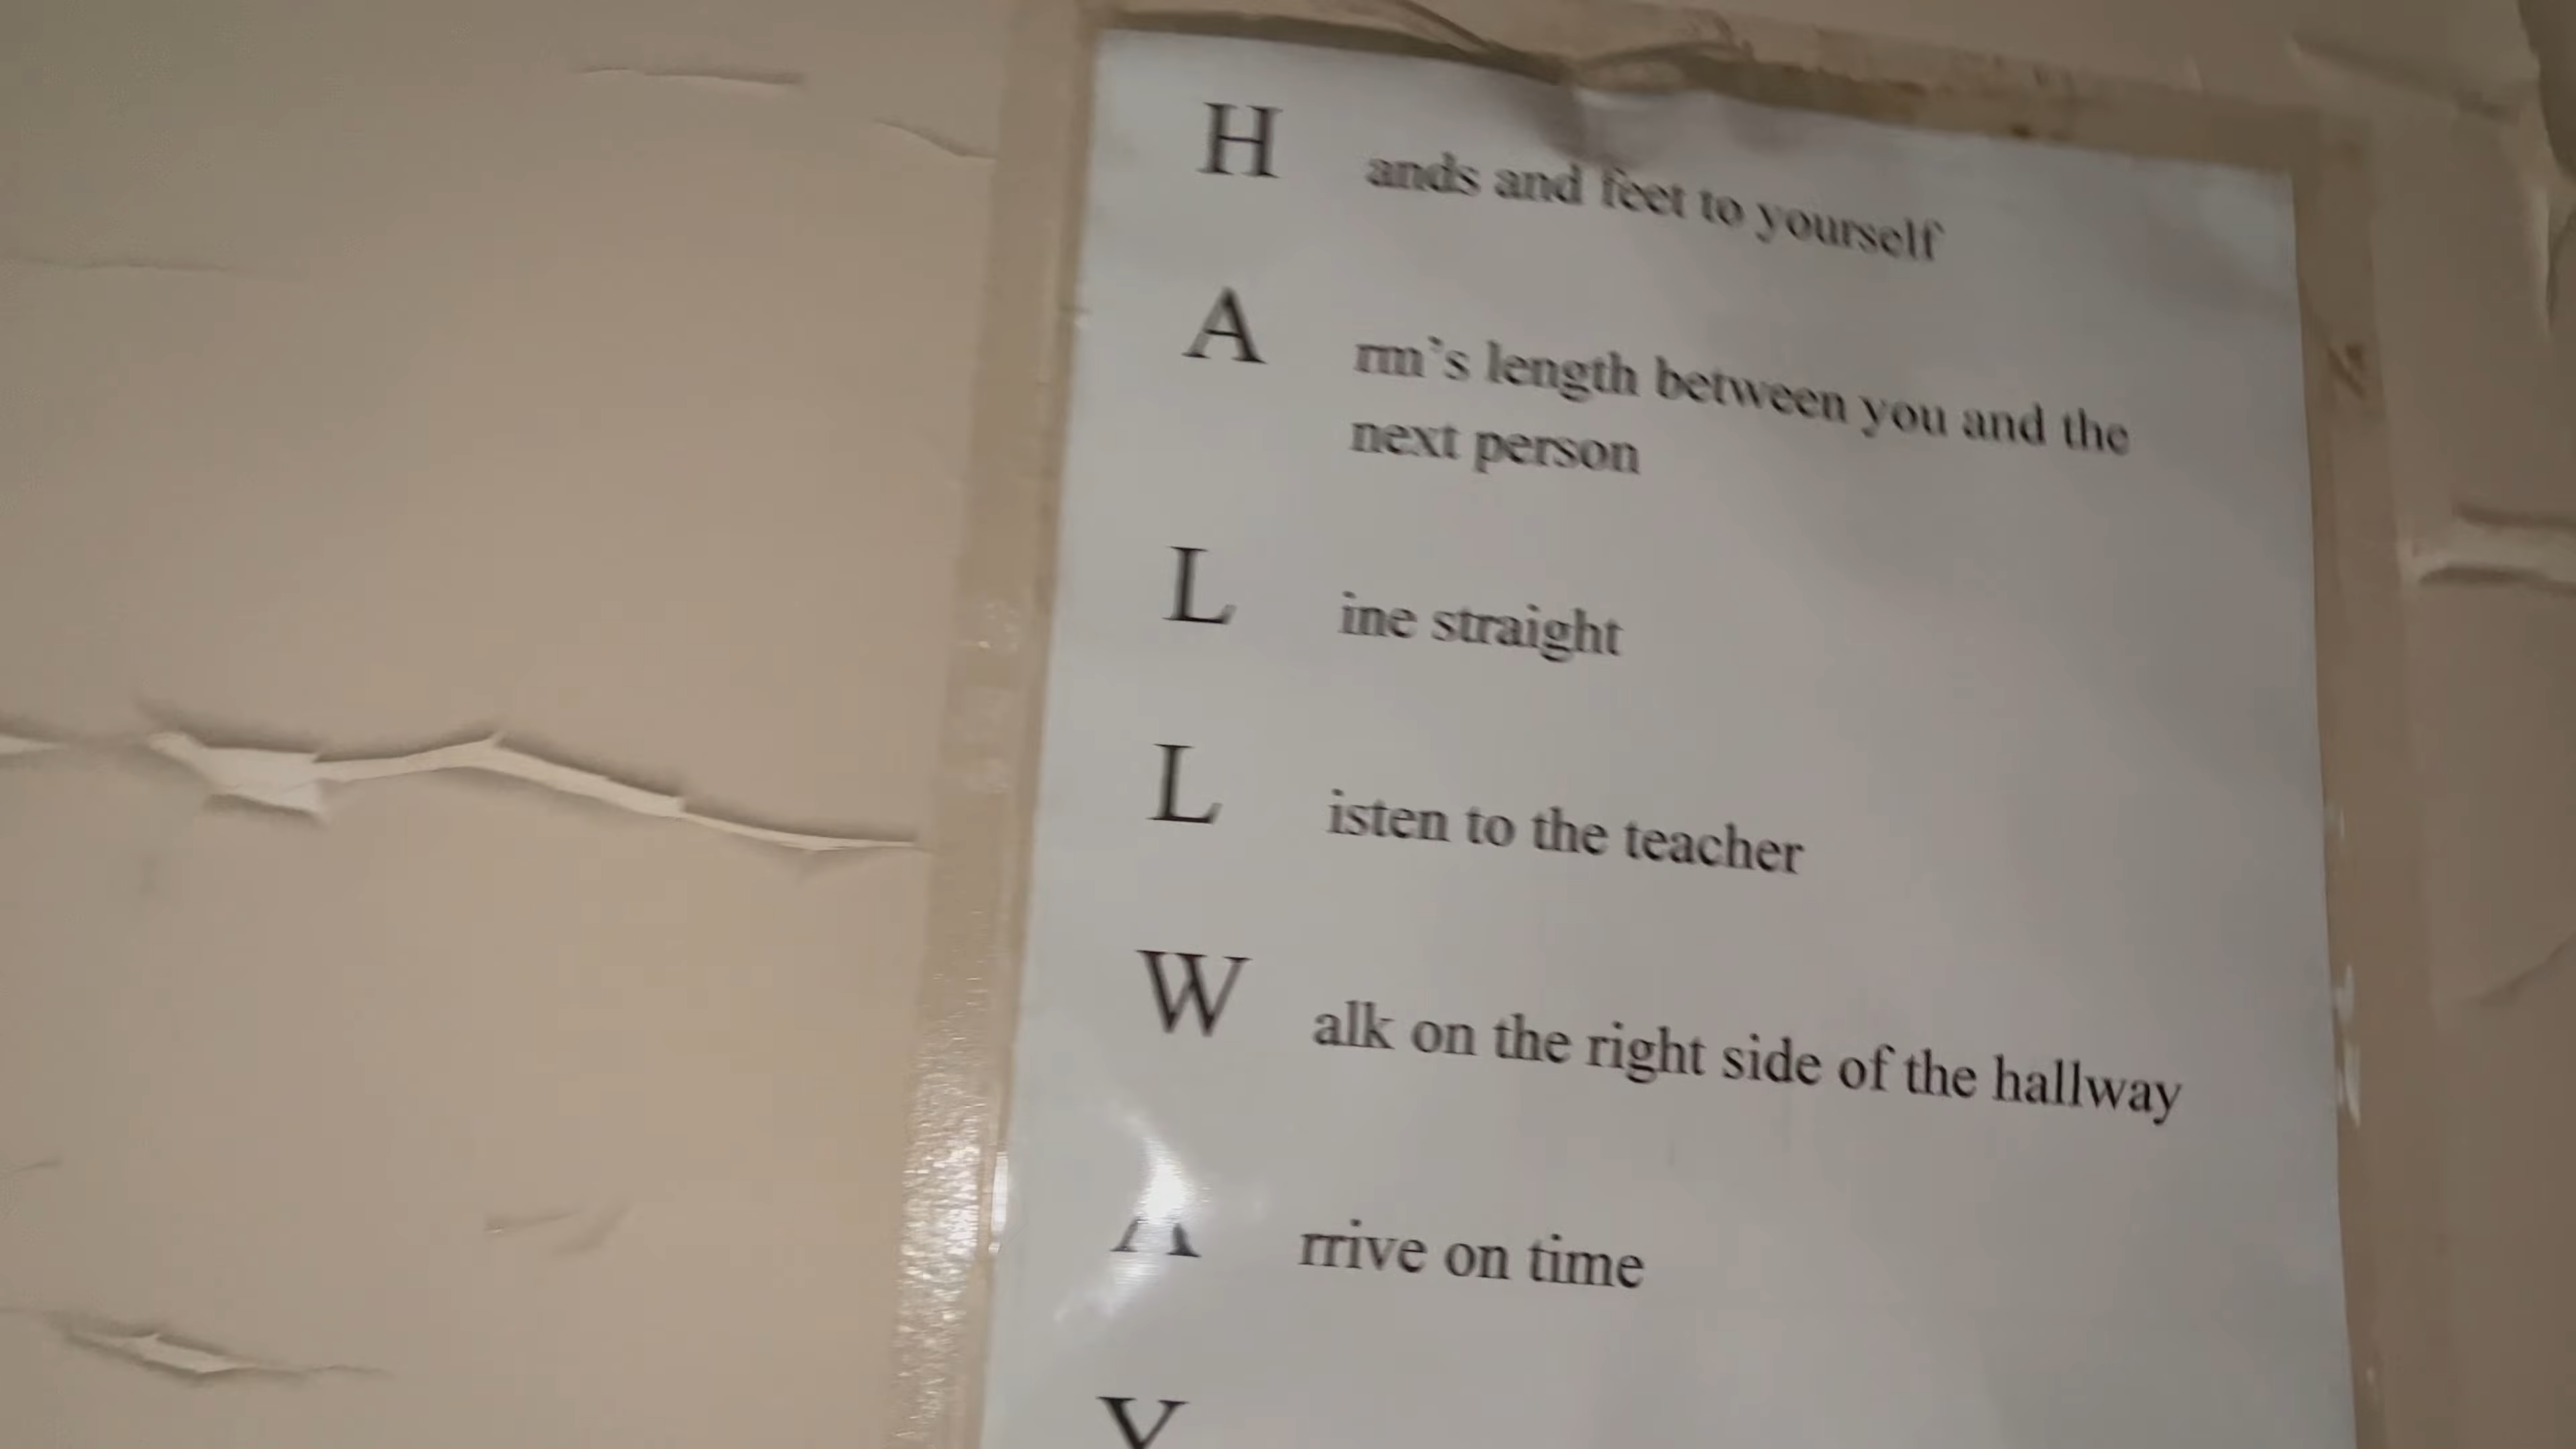 H ands and feet to yourself
A rm's length between you and the
next person
L ine straight
L isten to the teacher
W alk on the right side of the hallway
A rrive on time
Y